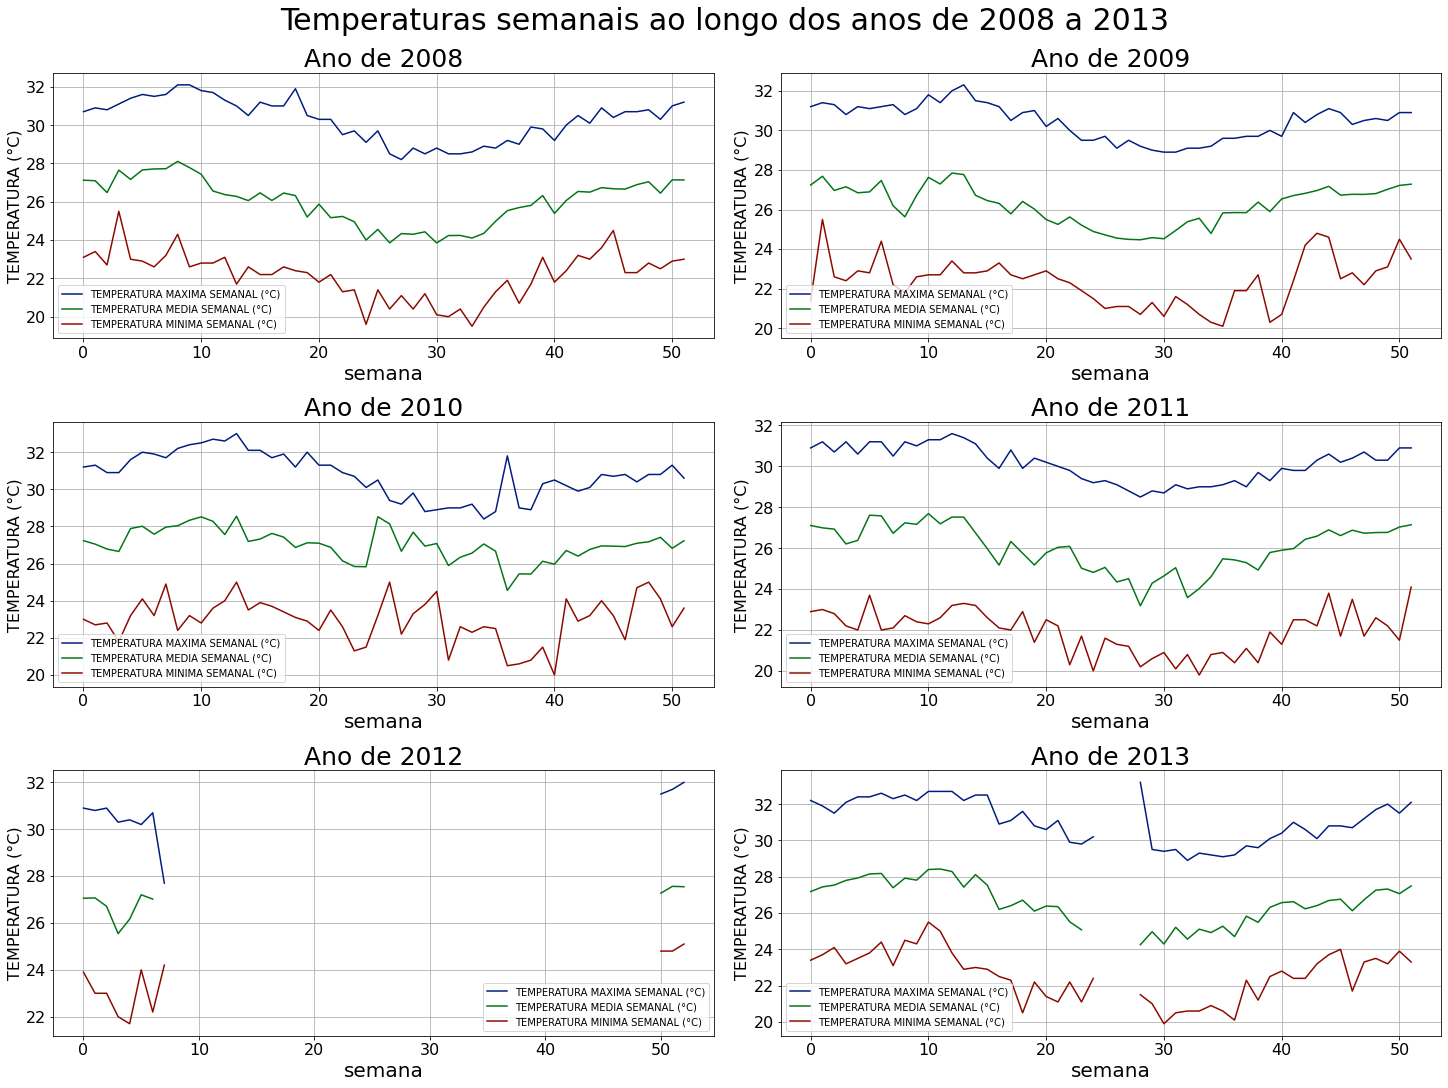 Temperaturas semanais ao longo dos anos de 2008 a 2013
Ano de 2008
TEMPERATURA (°C)
32
30
28
26
24
22
20
TEMPERATURA MAXIMA SEMANAL (°C)
TEMPERATURA MEDIA SEMANAL (°C)
TEMPERATURA MINIMA SEMANAL (°C)
0 10 20 30 40 50
semana
Ano de 2009
TEMPERATURA (°C)
32
30
28
26
24
22
20
TEMPERATURA MAXIMA SEMANAL (°C)
TEMPERATURA MEDIA SEMANAL (°C)
TEMPERATURA MINIMA SEMANAL (°C)
0 10 20 30 40 50
semana
Ano de 2010
TEMPERATURA (°C)
32
30
28
26
24
22
20
TEMPERATURA MAXIMA SEMANAL (°C)
TEMPERATURA MEDIA SEMANAL (°C)
TEMPERATURA MINIMA SEMANAL (°C)
0 10 20 30 40 50
semana
Ano de 2011
TEMPERATURA (°C)
32
30
28
26
24
22
20
TEMPERATURA MAXIMA SEMANAL (°C)
TEMPERATURA MEDIA SEMANAL (°C)
TEMPERATURA MINIMA SEMANAL (°C)
0 10 20 30 40 50
semana
Ano de 2012
TEMPERATURA (°C)
32
30
28
26
24
22
TEMPERATURA MAXIMA SEMANAL (°C)
TEMPERATURA MEDIA SEMANAL (°C)
TEMPERATURA MINIMA SEMANAL (°C)
0 10 20 30 40 50
semana
Ano de 2013
TEMPERATURA (°C)
32
30
28
26
24
22
20
TEMPERATURA MAXIMA SEMANAL (°C)
TEMPERATURA MEDIA SEMANAL (°C)
TEMPERATURA MINIMA SEMANAL (°C)
0 10 20 30 40 50
semana